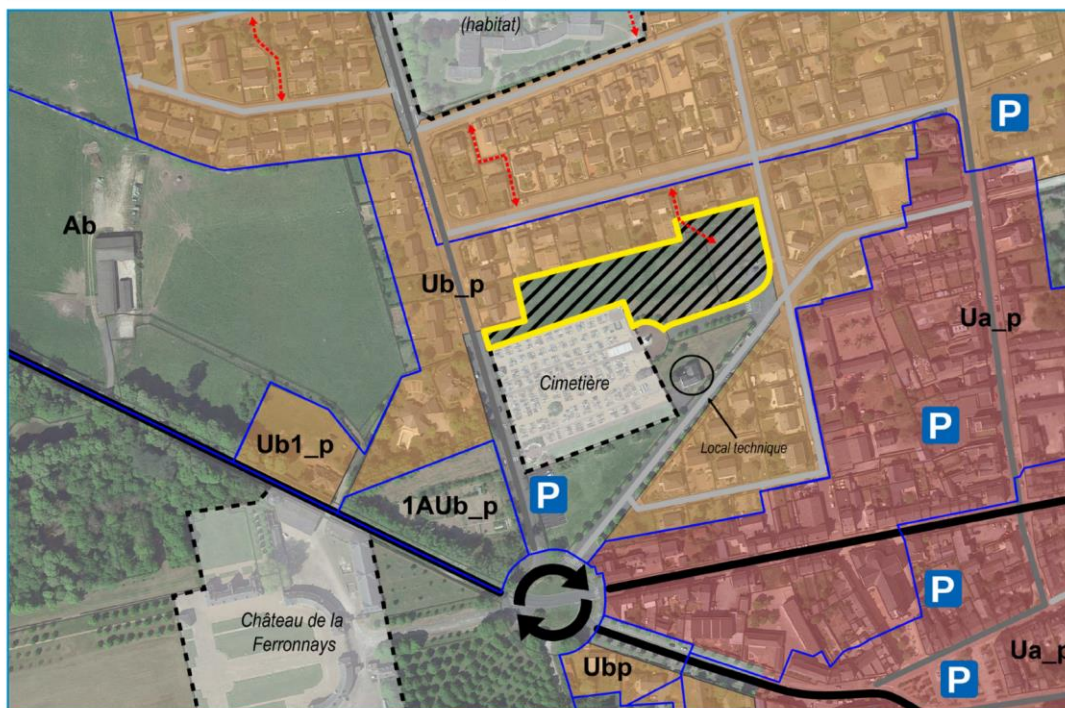 (habitat)
P
Ab
Ub_p
Ua_p
Cimetière
P
Ub1_p
Local technique
1AUb_p
P
Château de la
Ferronnays
P
Ubp
Ua_p
P